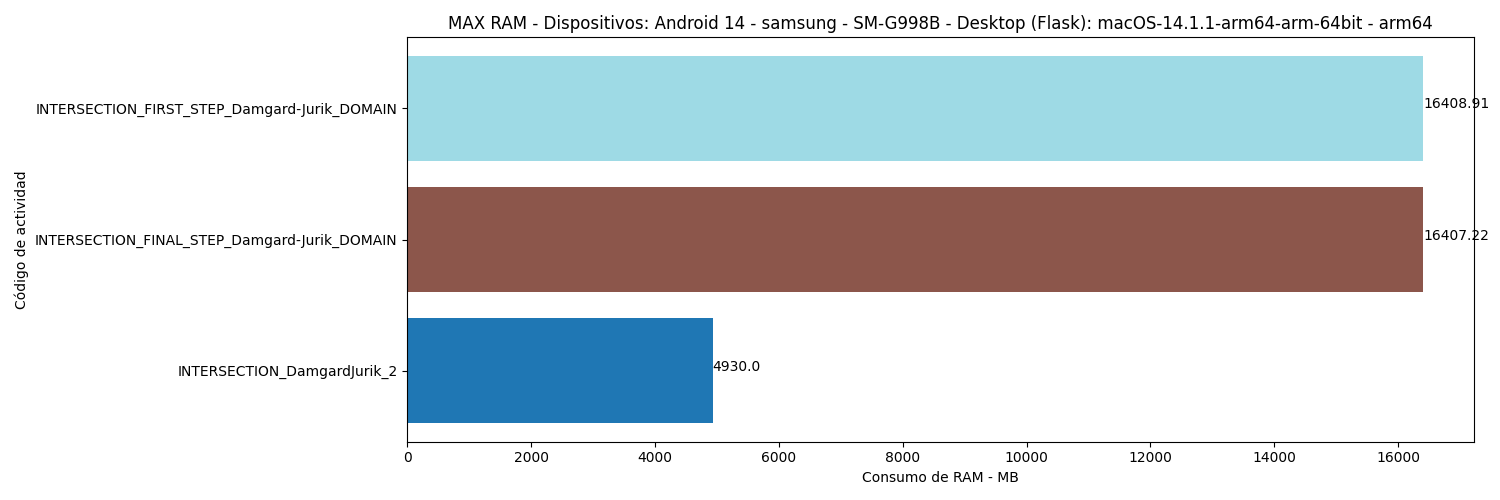 MAX RAM - Dispositivos: Android 14 - samsung - SM-G998B - Desktop (Flask): macOS-14.1.1-arm64-arm-64bit - arm64
INTERSECTION_FIRST_STEP_Damgard-Jurik_DOMAIN
16408.91
INTERSECTION_FINAL_STEP_Damgard-Jurik_DOMAIN
16407.22
INTERSECTION_DamgardJurik_2
4930.0
Código de actividad
0 2000 4000 6000 8000 10000 12000 14000 16000
Consumo de RAM - MB